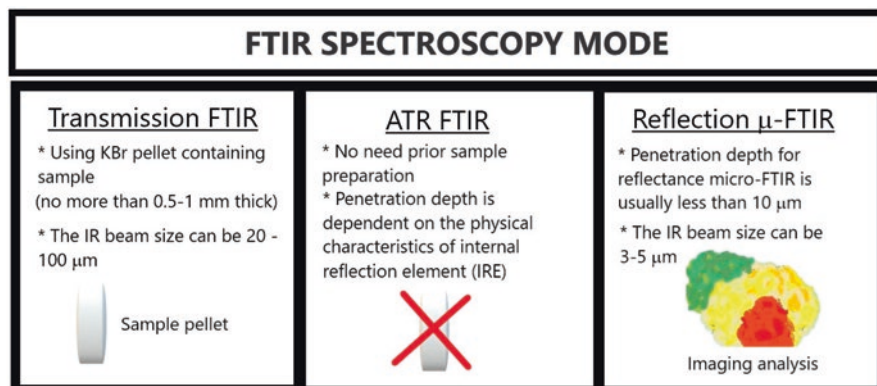 FTIR SPECTROSCOPY MODE
Transmission FTIR
* Using KBr pellet containing
sample
(no more than 0.5-1 mm thick)
* The IR beam size can be 20 -
100 μm
Sample pellet
ATR FTIR
* No need prior sample
preparation
* Penetration depth is
dependent on the physical
characteristics of internal
reflection element (IRE)
Reflection μ-FTIR
* Penetration depth for
reflectance micro-FTIR is
usually less than 10 μm
* The IR beam size can be
3-5 μm
Imaging analysis